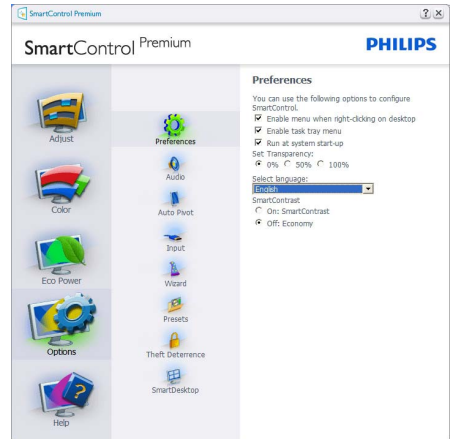 SmartControl Premium
SmartControl Premium
PHILIPS
Adjust
Color
Eco Power
Options
Help
Preferences
Audio
Auto Pivot
Input
Wizard
Presets
Theft Deterrence
SmartDesktop
Preferences
You can use the following options to configure
SmartControl.
Enable menu when right-clicking on desktop
Enable task tray menu
Run at system start-up
Set Transparency:
0% 50% 100%
Select language:
English
SmartContrast
On: SmartContrast
Off: Economy